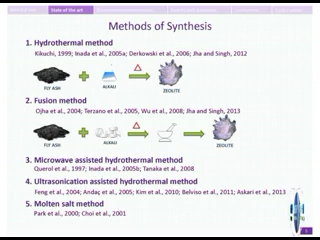 State of the art
Methods of Synthesis
1. Hydrothermal method
Kikuchi, 1999; Inada et al., 2005a; Derkowski et al., 2006; Jha and Singh, 2012
FLY ASH
ALKALI
ZEOLITE
2. Fusion method
Ojha et al., 2004; Terzano et al., 2005, Wu et al., 2008; Jha and Singh, 2013
FLY ASH
ALKALI
ZEOLITE
3. Microwave assisted hydrothermal method
Querol et al., 1997; Inada et al., 2005b; Tanaka et al., 2008
4. Ultrasonication assisted hydrothermal method
Feng et al., 2004; Andaç et al., 2005; Kim et al., 2010; Belviso et al., 2011; Askari et al., 2013
5. Molten salt method
Park et al., 2000; Choi et al., 2001